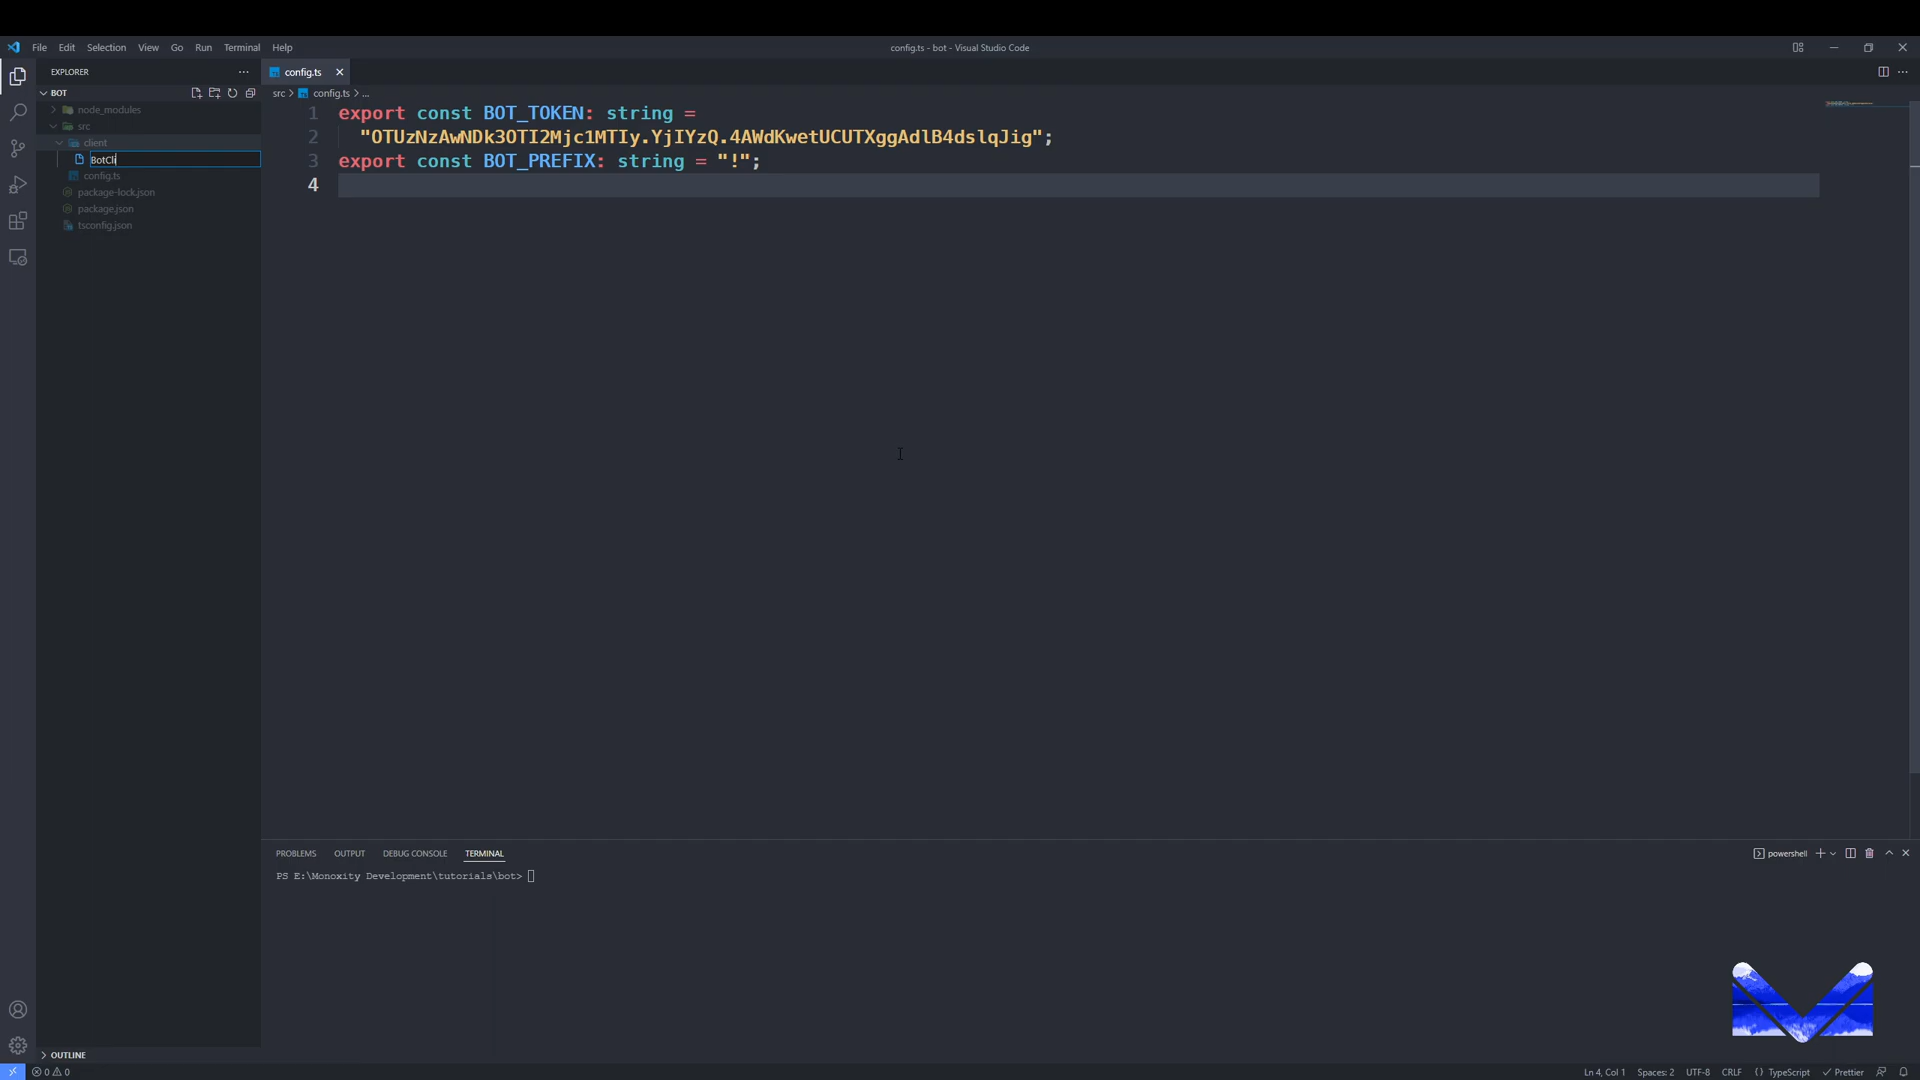 File Edit Selection View Go Run Terminal Help
config.ts - bot - Visual Studio Code
EXPLORER
config.ts
BOT
src > config.ts > ...
node_modules
src
client
BotCli
config.ts
package-lock.json
package.json
tsconfig.json
1 export const BOT_TOKEN: string =
2 "OTUzNzAwNDk3OTI2Mjc1MTIy.YjIYzQ.4AWdKwetUCUTXggAdlB4dslqJig";
3 export const BOT_PREFIX: string = "!";
4
PROBLEMS OUTPUT DEBUG CONSOLE TERMINAL
powershell
PS E:\Monoxity Development\tutorials\bot>
OUTLINE
0 0
Ln 4, Col 1 Spaces: 2 UTF-8 CRLF {} TypeScript Prettier